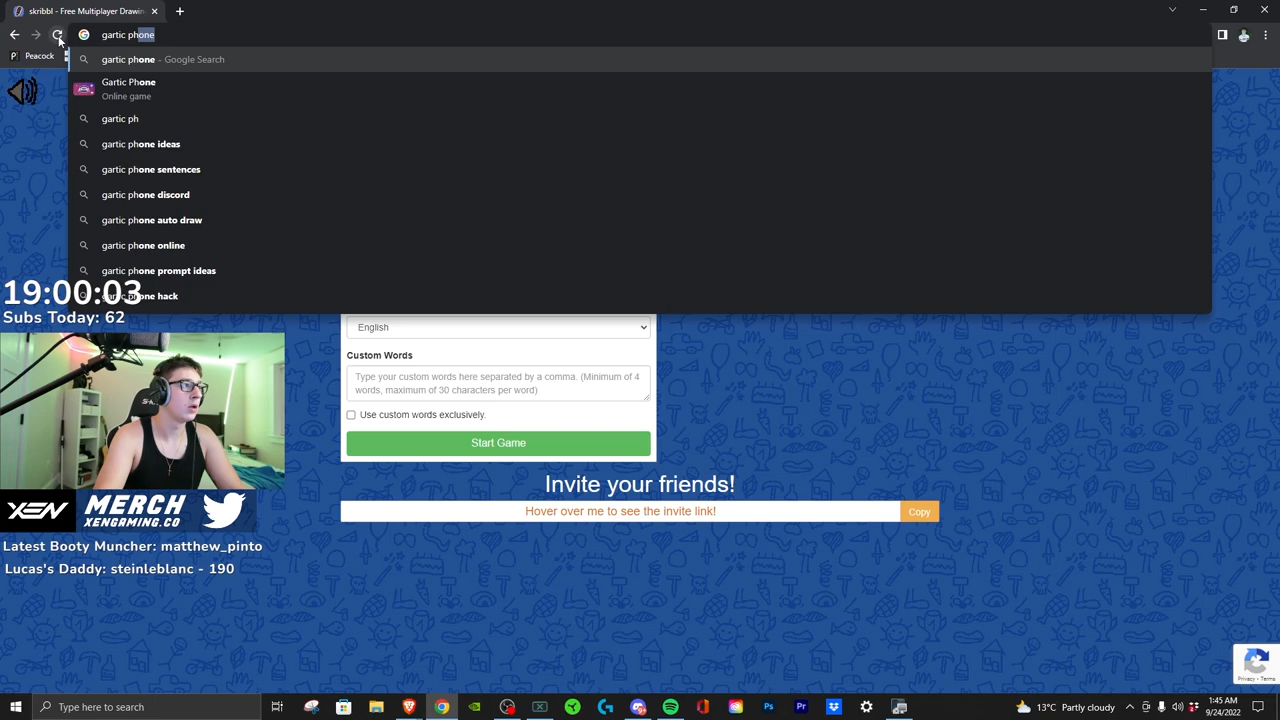 skribbl - Free Multiplayer Drawin
gartic phone
Peacock
gartic phone - Google Search
Gartic Phone
Online game
gartic ph
gartic phone ideas
gartic phone sentences
gartic phone discord
gartic phone auto draw
gartic phone online
gartic phone prompt ideas
gartic phone hack
19:00:03
Subs Today: 62
English
Custom Words
Type your custom words here separated by a comma. (Minimum of 4
words, maximum of 30 characters per word)
Use custom words exclusively.
Start Game
Invite your friends!
Hover over me to see the invite link!
Copy
XEN
MERCH
XENGAMING.CO
Latest Booty Muncher: matthew_pinto
Lucas's Daddy: steinleblanc - 190
Privacy - Terms
Type here to search
13°C Partly cloudy
1:45 AM
9/24/2022